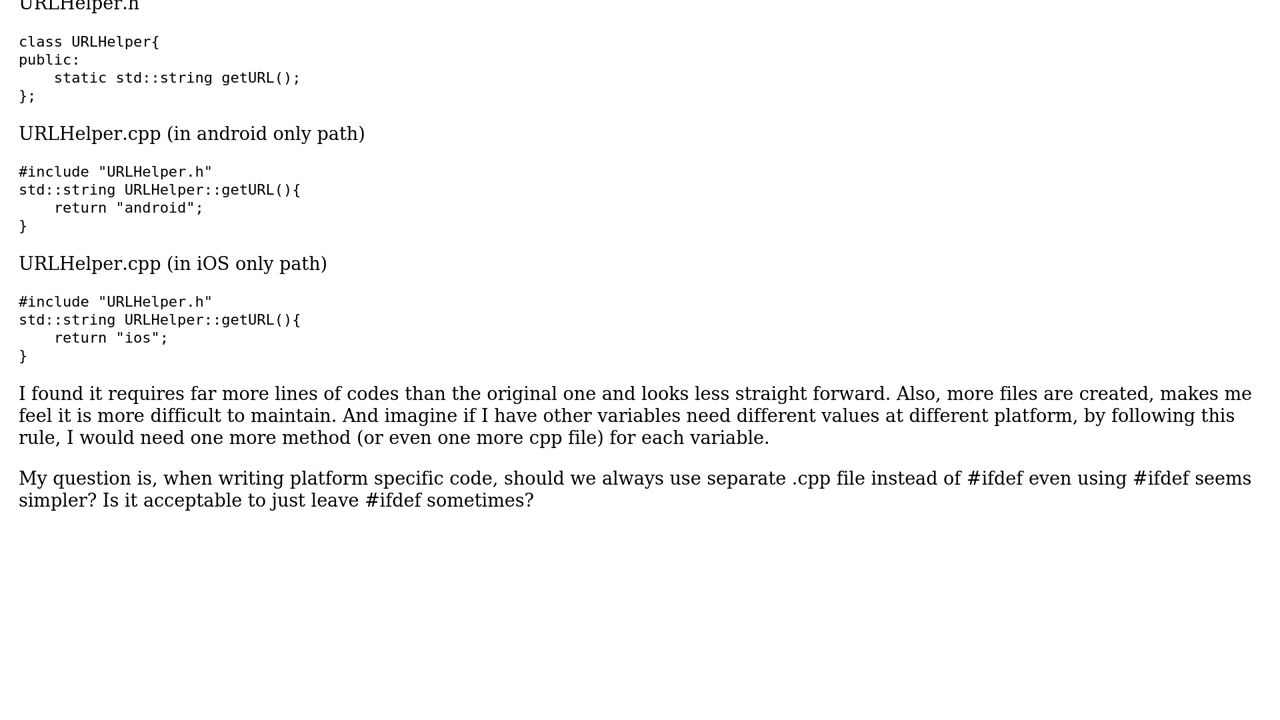 URLHelper.h
class URLHelper{
public:
    static std::string getURL();
};
URLHelper.cpp (in android only path)
#include "URLHelper.h"
std::string URLHelper::getURL(){
    return "android";
}
URLHelper.cpp (in iOS only path)
#include "URLHelper.h"
std::string URLHelper::getURL(){
    return "ios";
}
I found it requires far more lines of codes than the original one and looks less straight forward. Also, more files are created, makes me
feel it is more difficult to maintain. And imagine if I have other variables need different values at different platform, by following this
rule, I would need one more method (or even one more cpp file) for each variable.
My question is, when writing platform specific code, should we always use separate .cpp file instead of #ifdef even using #ifdef seems
simpler? Is it acceptable to just leave #ifdef sometimes?